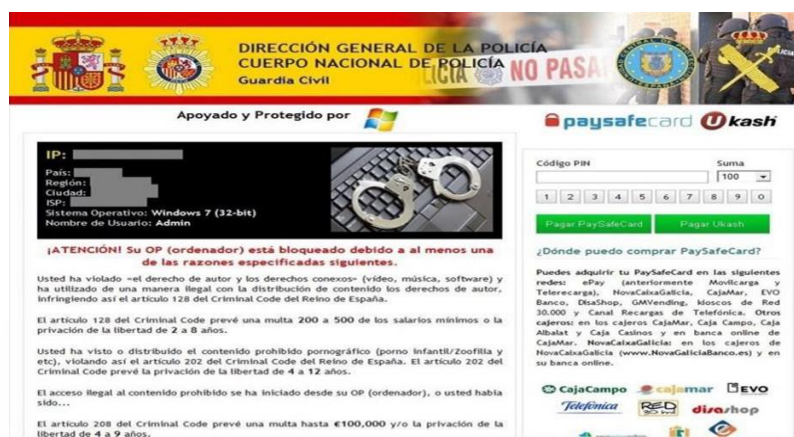 DIRECCIÓN GENERAL DE LA POLICÍA
CUERPO NACIONAL DE POLICÍA
Guardia Civil
NO PASA
Apoyado y Protegido por
paysafecard Ukash
IP:
País:
Región:
Ciudad:
ISP:
Sistema Operativo: Windows 7 (32-bit)
Nombre de Usuario: Admin
¡ATENCIÓN! Su OP (ordenador) está bloqueado debido a al menos una
de las razones especificadas siguientes.
Usted ha violado «el derecho de autor y los derechos conexos» (vídeo, música, software) y
ha utilizado de una manera ilegal con la distribución de contenido los derechos de autor,
infringiendo así el artículo 128 del Criminal Code del Reino de España.
El artículo 128 del Criminal Code prevé una multa 200 a 500 de los salarios mínimos o la
privación de la libertad de 2 a 8 años.
Usted ha visto o distribuido el contenido prohibido pornográfico (porno infantil/Zoofilia y
etc), violando así el artículo 202 del Criminal Code del Reino de España. El artículo 202 del
Criminal Code prevé la privación de la libertad de 4 a 12 años.
El acceso ilegal al contenido prohibido se ha iniciado desde su OP (ordenador), o usted había
sido...
El artículo 208 del Criminal Code prevé una multa hasta €100,000 y/o la privación de la
libertad de 4 a 9 años.
Código PIN Suma
100
1 2 3 4 5 6 7 8 9 0
Pagar PaySafeCard Pagar Ukash
¿Dónde puedo comprar PaySafeCard?
Puedes adquirir tu PaySafeCard en las siguientes
redes: ePay (anteriormente Movilcarga y
Telerecarga), NovaCaixaGalicia, CajaMar, EVO
Banco, DisaShop, GMVending, kioscos de Red
30.000 y Canal Recargas de Telefónica. Otros
cajeros: en los cajeros CajaMar, Caja Campo, Caja
Albalat y Caja Casinos y en banca online de
CajaMar. NovaCaixaGalicia: en los cajeros de
NovaCaixaGalicia (www.NovaGaliciaBanco.es) y en
su banca online.
CajaCampo cajamar EVO
Telefónica RED disashop